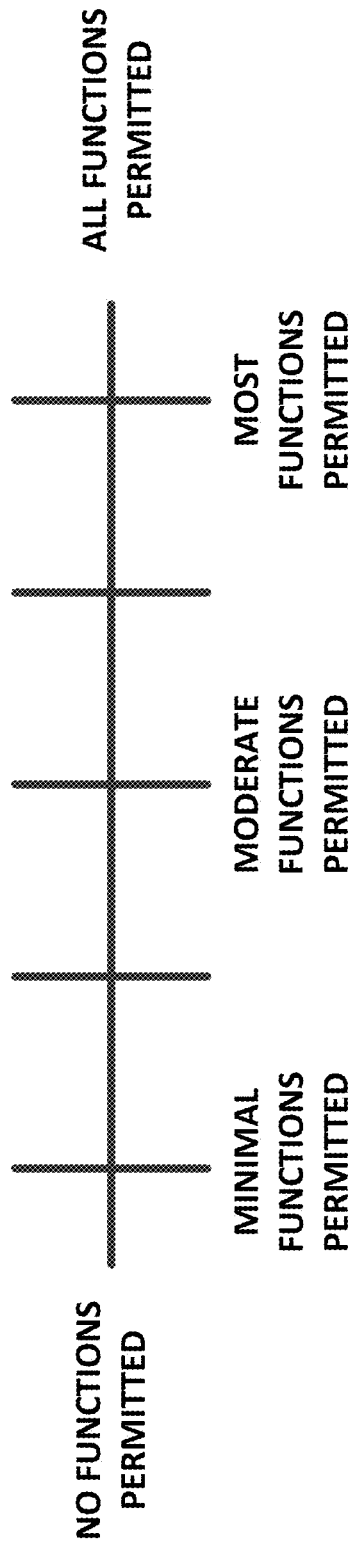 NO FUNCTIONS
PERMITTED
MINIMAL
FUNCTIONS
PERMITTED
MODERATE
FUNCTIONS
PERMITTED
MOST
FUNCTIONS
PERMITTED
ALL FUNCTIONS
PERMITTED